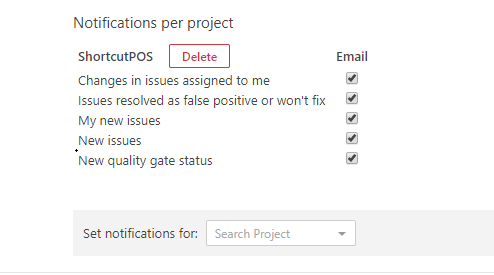 Notifications per project
ShortcutPOS Delete Email
Changes in issues assigned to me
Issues resolved as false positive or won't fix
My new issues
New issues
New quality gate status
Set notifications for: Search Project